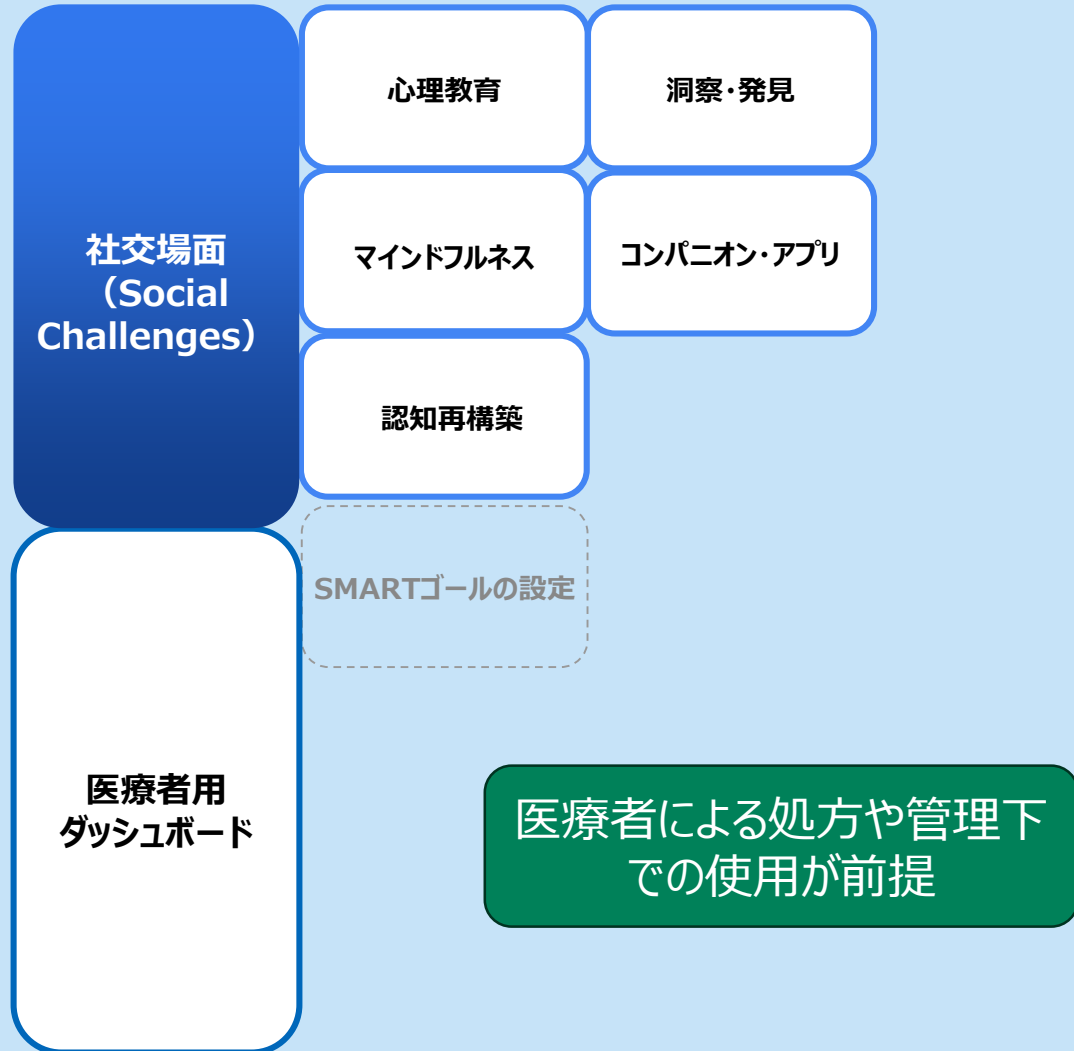 社交場面
（Social
Challenges）
心理教育
洞察・発見
マインドフルネス
コンパニオン・アプリ
認知再構築
SMARTゴールの設定
医療者用
ダッシュボード
医療者による処方や管理下
での使用が前提